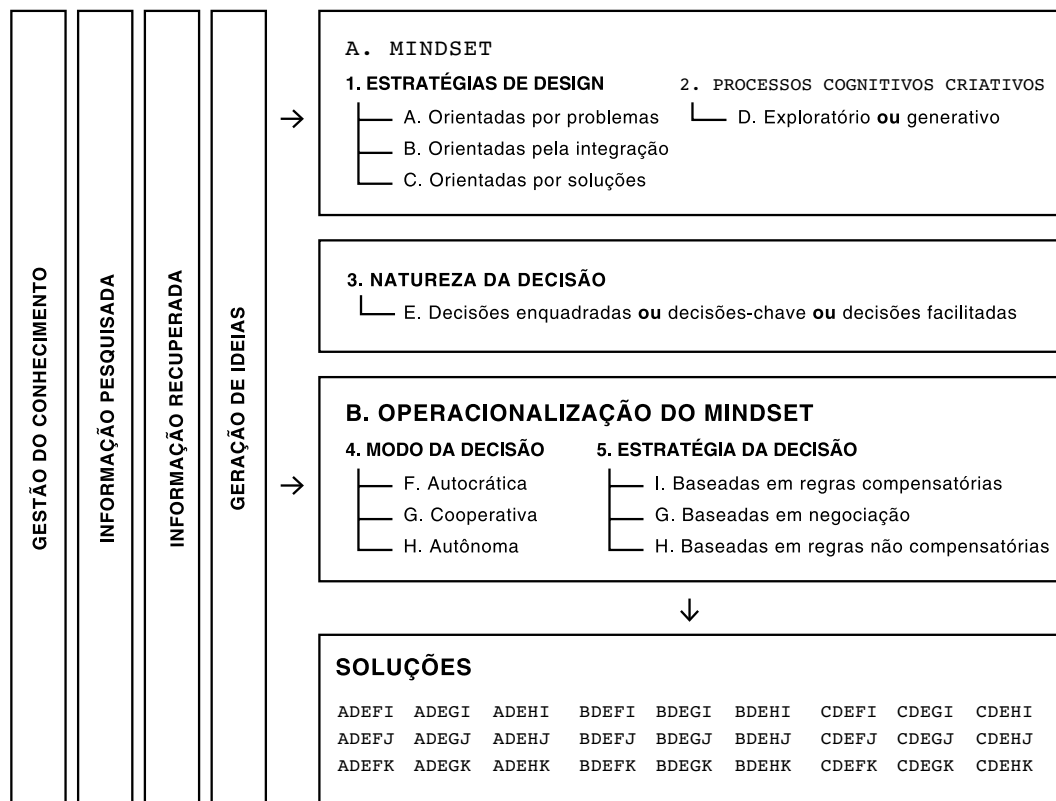 GESTÃO DO CONHECIMENTO
INFORMAÇÃO PESQUISADA
INFORMAÇÃO RECUPERADA
GERAÇÃO DE IDEIAS
→
A. MINDSET
1. ESTRATÉGIAS DE DESIGN
A. Orientadas por problemas
B. Orientadas pela integração
C. Orientadas por soluções
2. PROCESSOS COGNITIVOS CRIATIVOS
D. Exploratório ou generativo
3. NATUREZA DA DECISÃO
E. Decisões enquadradas ou decisões-chave ou decisões facilitadas
→
B. OPERACIONALIZAÇÃO DO MINDSET
4. MODO DA DECISÃO
F. Autocrática
G. Cooperativa
H. Autônoma
5. ESTRATÉGIA DA DECISÃO
I. Baseadas em regras compensatórias
G. Baseadas em negociação
H. Baseadas em regras não compensatórias
↓
SOLUÇÕES
ADEFI ADEGI ADEHI BDEFI BDEGI BDEHI CDEFI CDEGI CDEHI
ADEFJ ADEGJ ADEHJ BDEFJ BDEGJ BDEHJ CDEFJ CDEGJ CDEHJ
ADEFK ADEGK ADEHK BDEFK BDEGK BDEHK CDEFK CDEGK CDEHK